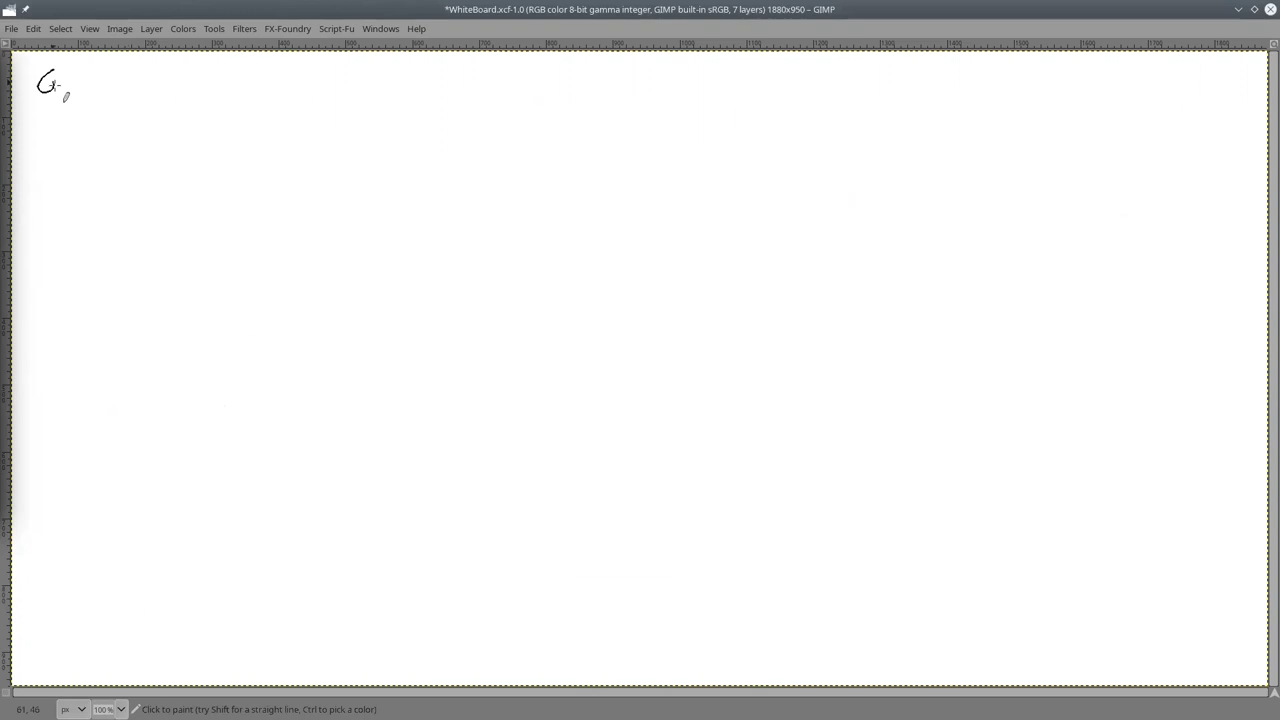 *WhiteBoard.xcf-1.0 (RGB color 8-bit gamma integer, GIMP built-in sRGB, 7 layers) 1880x950 – GIMP
File Edit Select View Image Layer Colors Tools Filters FX-Foundry Script-Fu Windows Help
61, 46 px 100% Click to paint (try Shift for a straight line, Ctrl to pick a color)